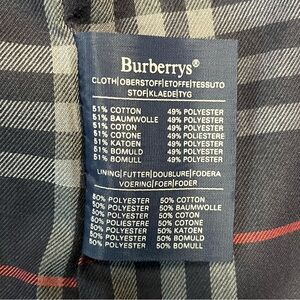 Burberrys®
CLOTH|OBERSTOFF|ETOFFE|TESSUTO
STOF|KLAEDE|TYG
51% COTTON 49% POLYESTER
51% BAUMWOLLE 49% POLYESTER
51% COTON 49% POLYESTER
51% COTONE 49% POLIESTERE
51% KATOEN 49% POLYESTER
51% BOMULD 49% POLYESTER
51% BOMULL 49% POLYESTER
LINING|FUTTER|DOUBLURE|FODERA
VOERING|FOER|FODER
50% POLYESTER 50% COTTON
50% POLYESTER 50% BAUMWOLLE
50% POLYESTER 50% COTON
50% POLIESTERE 50% COTONE
50% POLYESTER 50% KATOEN
50% POLYESTER 50% BOMULD
50% POLYESTER 50% BOMULL